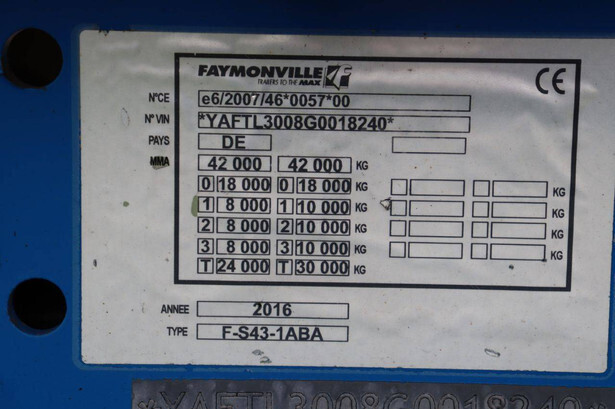 FAYMONVILLE
TRAILERS TO THE MAX
CE
N°CE e6/2007/46*0057*00
N° VIN *YAFTL3008G0018240*
PAYS DE
MMA 42 000 42 000 KG
0 18 000 0 18 000 KG KG
1 8 000 1 10 000 KG KG
2 8 000 2 10 000 KG KG
3 8 000 3 10 000 KG KG
T 24 000 T 30 000 KG
ANNEE 2016
TYPE F-S43-1ABA
*YAFTL3008G0018240*